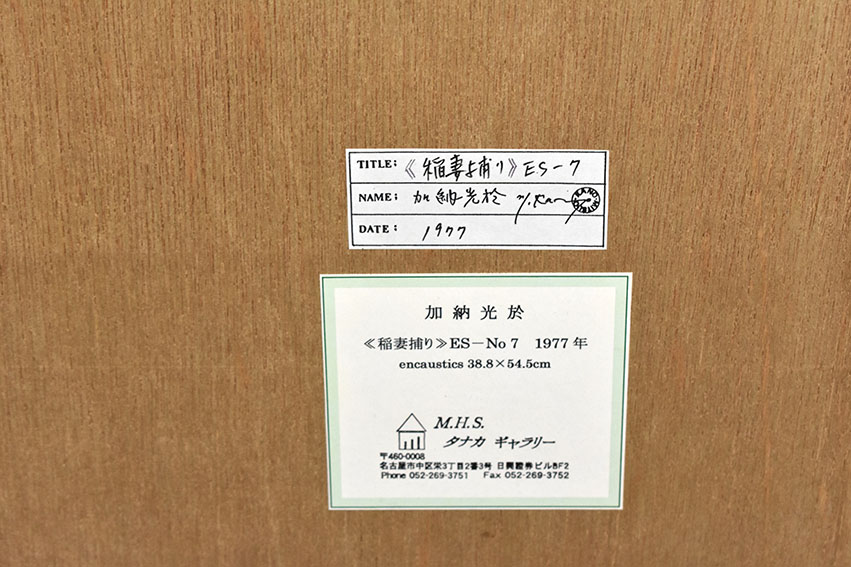 TITLE: 《稲妻捕り》ES-7
NAME: 加納光於 M. Kano
DATE: 1977
加納光於
≪稲妻捕り≫ES－No 7 1977年
encaustics 38.8×54.5cm
M.H.S.
タナカ ギャラリー
〒460-0008
名古屋市中区栄3丁目2番3号 日興證券ビルBF2
Phone 052-269-3751 Fax 052-269-3752